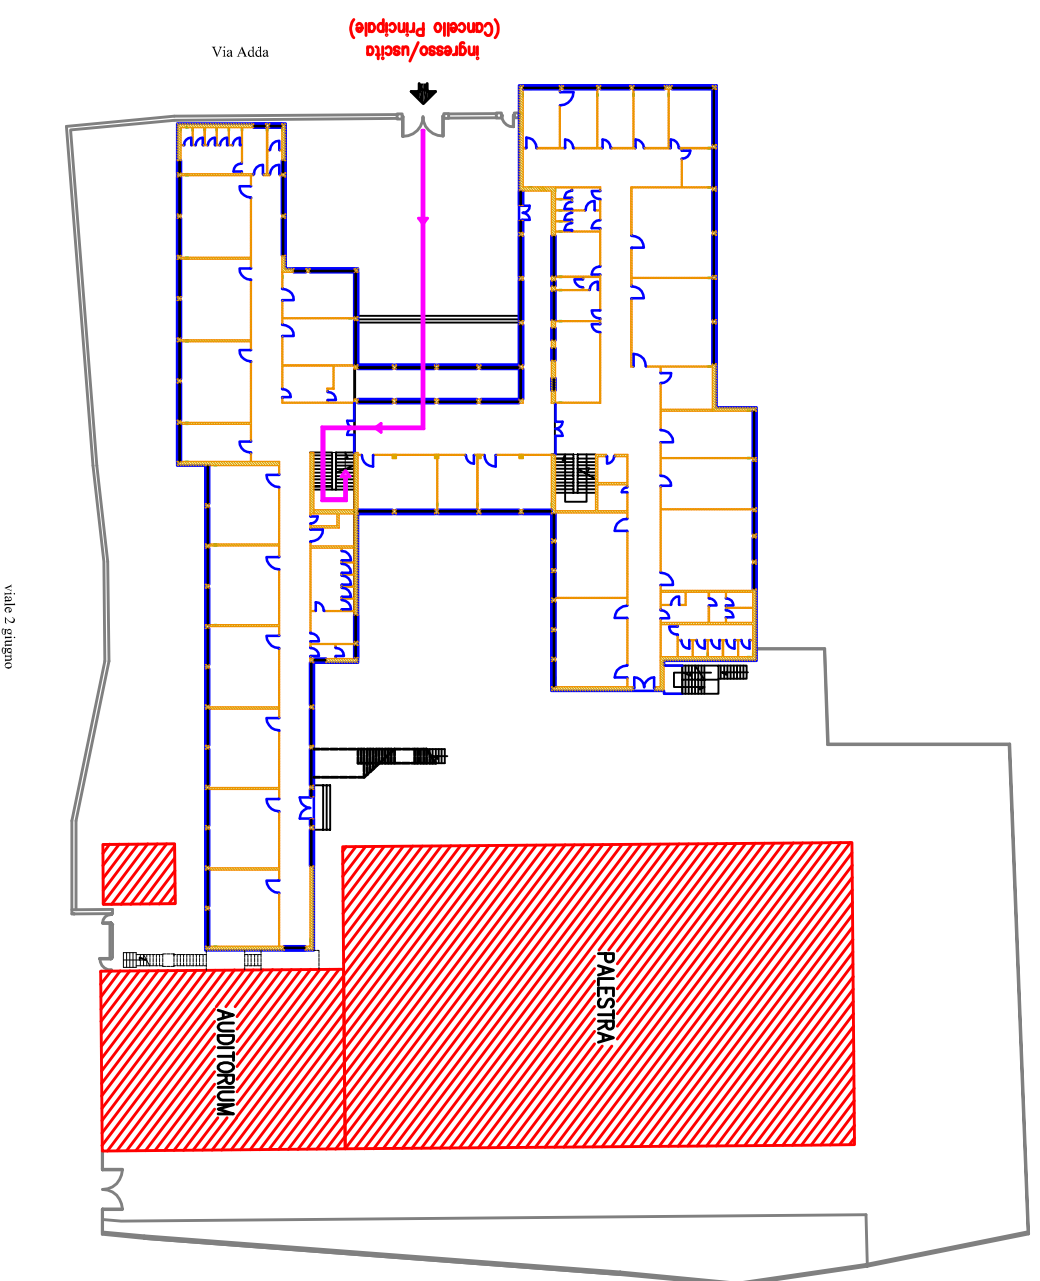 ingresso/uscita
(Cancello Principale)
Via Adda
viale 2 giugno
PALESTRA
AUDITORIUM